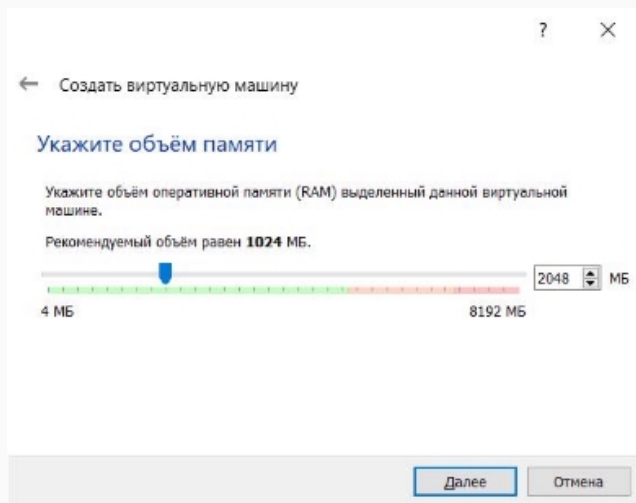 ?
Создать виртуальную машину
Укажите объём памяти
Укажите объём оперативной памяти (RAM) выделенный данной виртуальной
машине.
Рекомендуемый объём равен 1024 МБ.
2048 МБ
4 МБ 8192 МБ
Далее Отмена